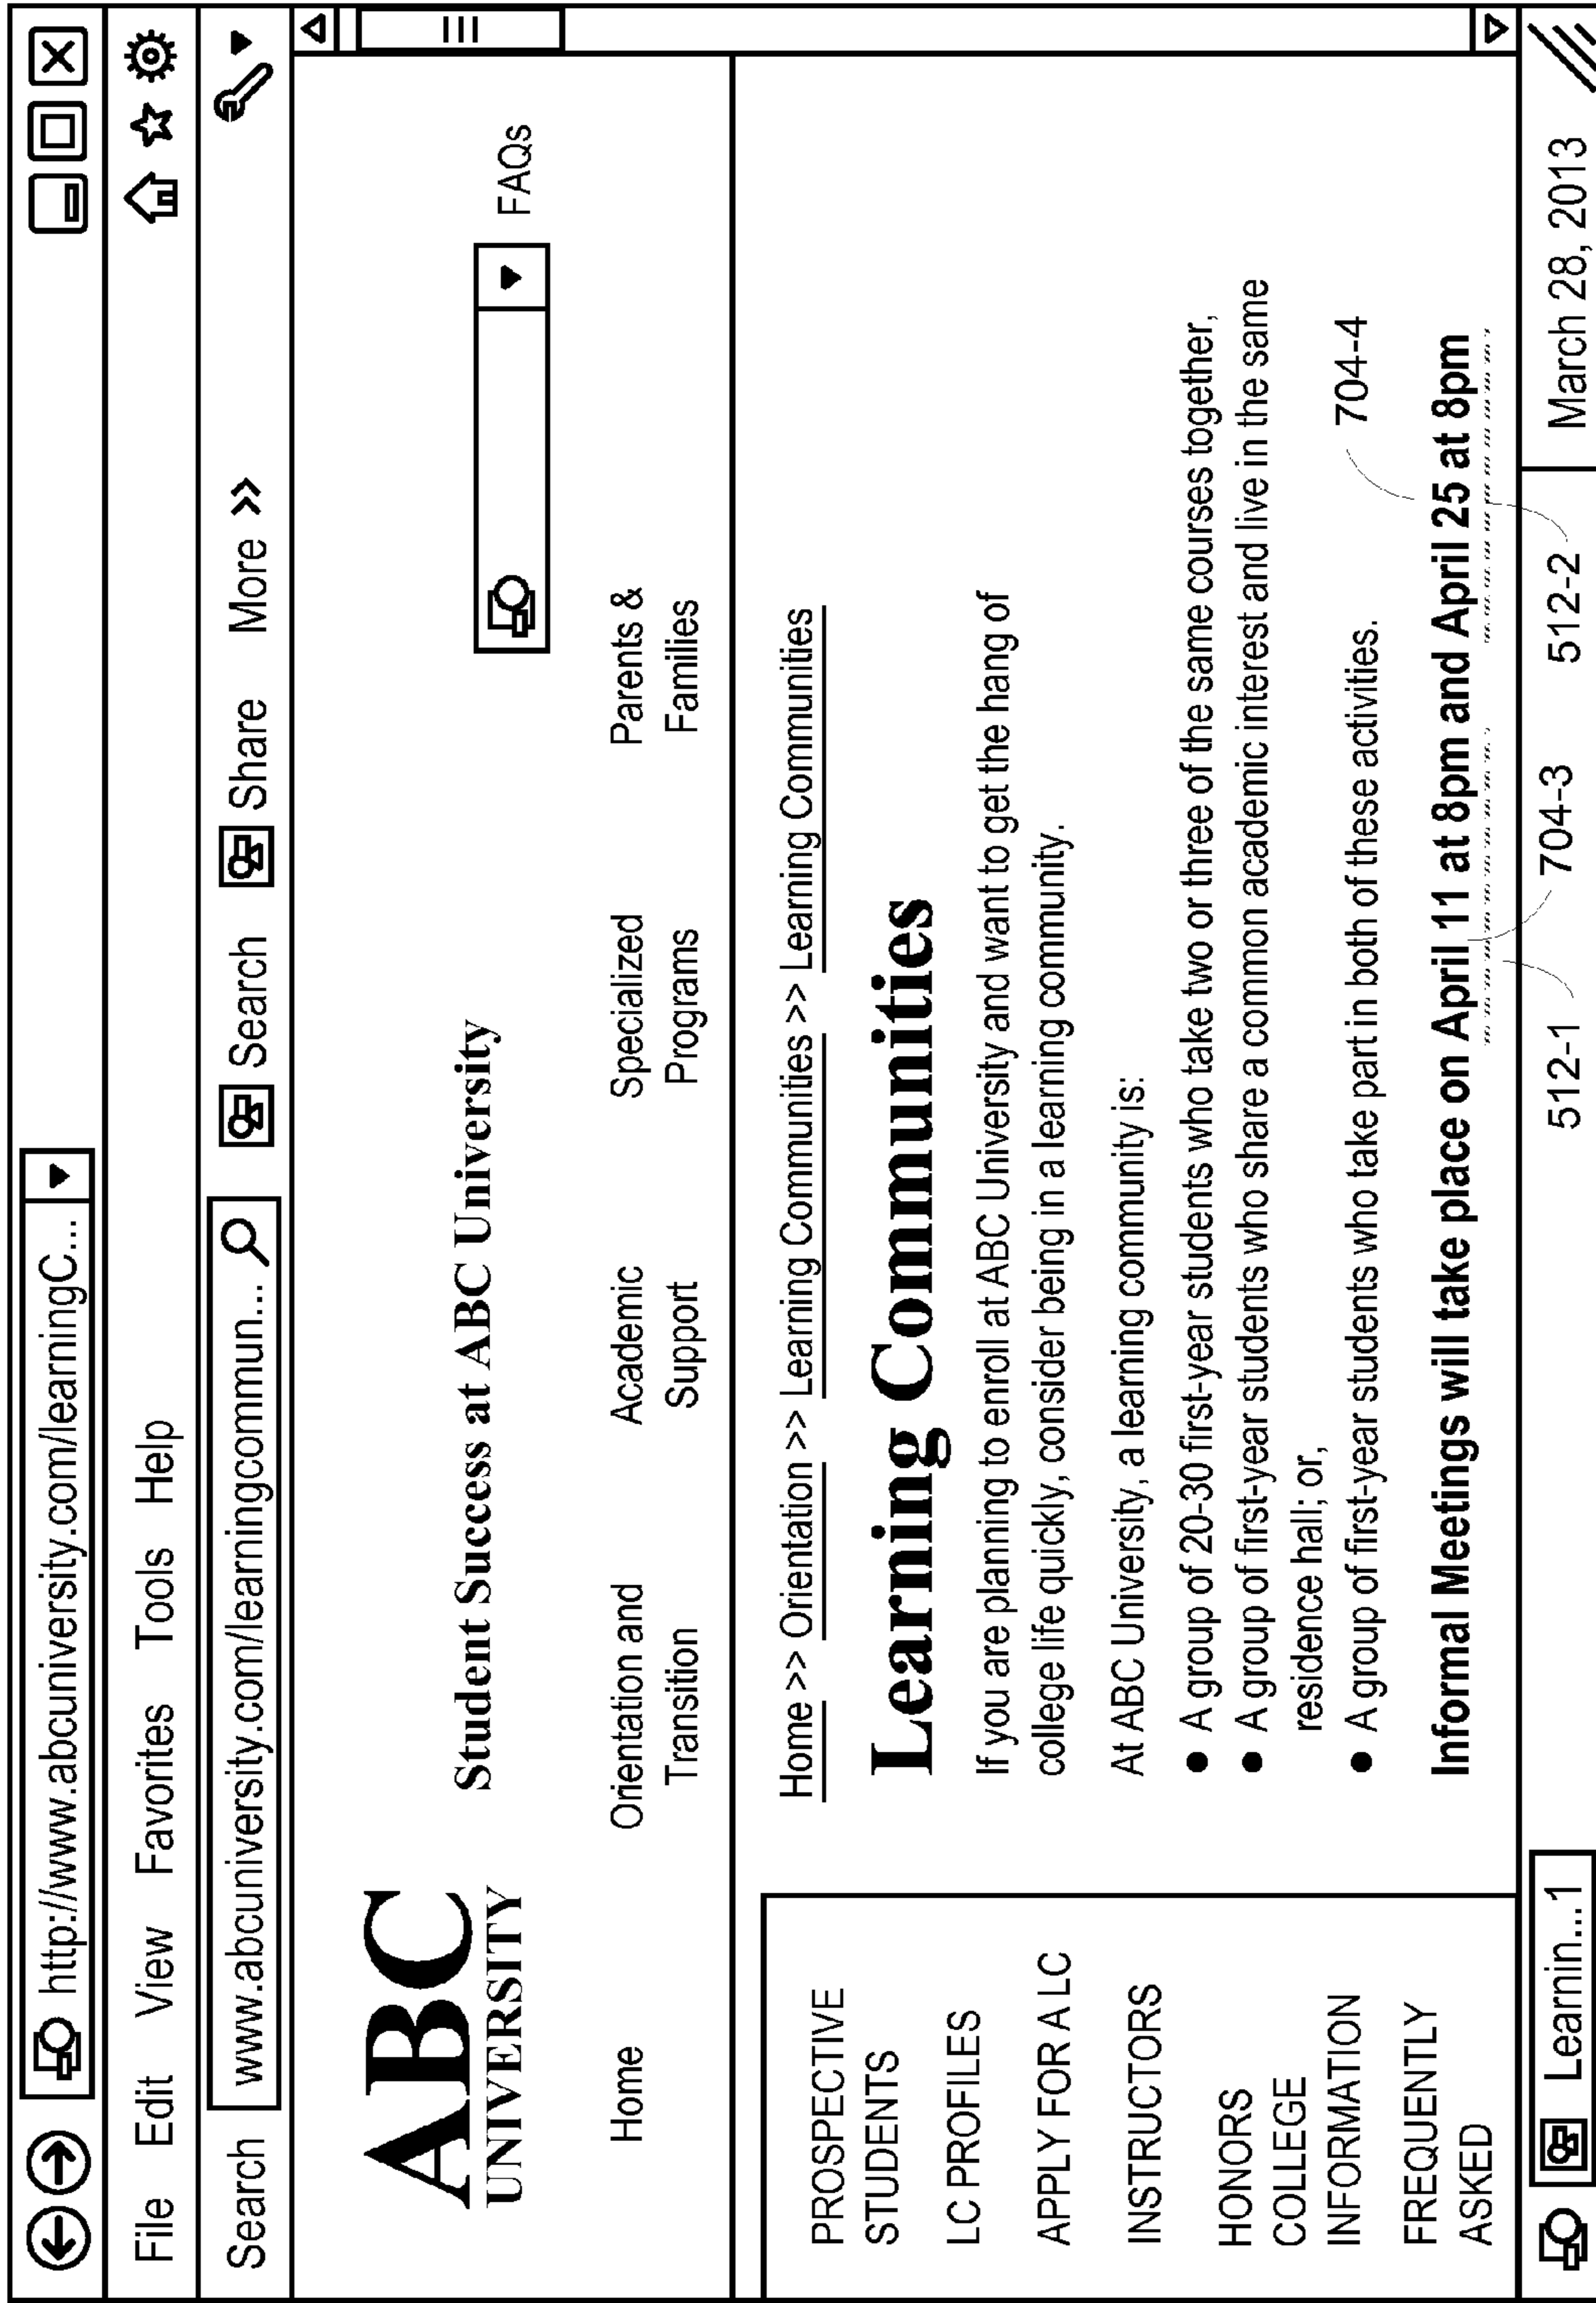 http://www.abcuniversity.com/learningC...
File Edit View Favorites Tools Help
Search www.abcuniversity.com/learningcommun... Search Share More >>
ABC
UNIVERSITY
Student Success at ABC University
FAQs
Home
Orientation and
Transition
Academic
Support
Specialized
Programs
Parents &
Families
PROSPECTIVE
STUDENTS
LC PROFILES
APPLY FOR A LC
INSTRUCTORS
HONORS
COLLEGE
INFORMATION
FREQUENTLY
ASKED
Home >> Orientation >> Learning Communities >> Learning Communities
Learning Communities
If you are planning to enroll at ABC University and want to get the hang of
college life quickly, consider being in a learning community.
At ABC University, a learning community is:
● A group of 20-30 first-year students who take two or three of the same courses together,
● A group of first-year students who share a common academic interest and live in the same
residence hall; or,
● A group of first-year students who take part in both of these activities.
704-4
Informal Meetings will take place on April 11 at 8pm and April 25 at 8pm
512-1
704-3
512-2
Learnin...1
March 28, 2013